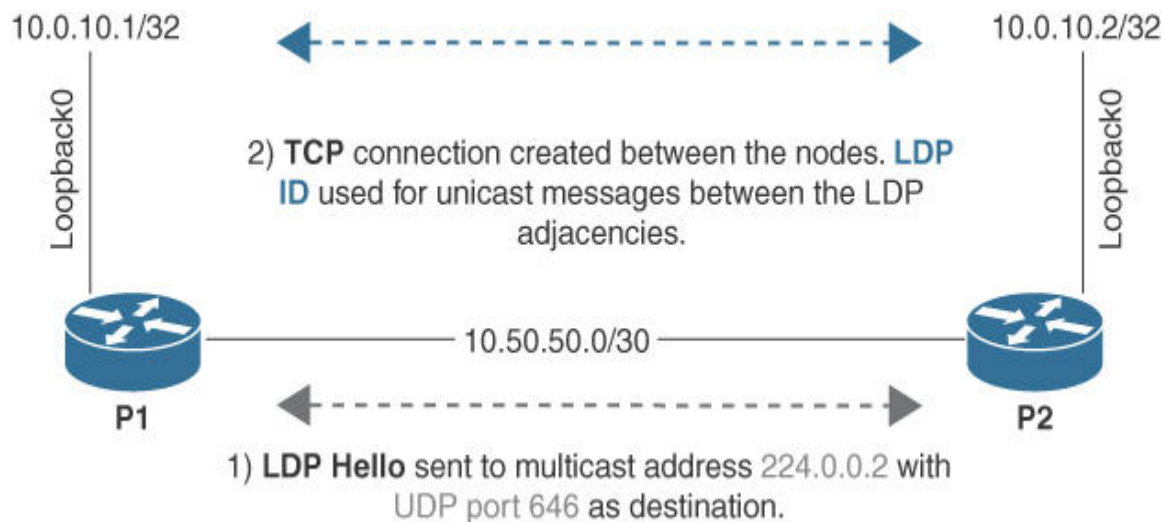 10.0.10.1/32
10.0.10.2/32
Loopback0
Loopback0
2) TCP connection created between the nodes. LDP
ID used for unicast messages between the LDP
adjacencies.
10.50.50.0/30
P1
P2
1) LDP Hello sent to multicast address 224.0.0.2 with
UDP port 646 as destination.